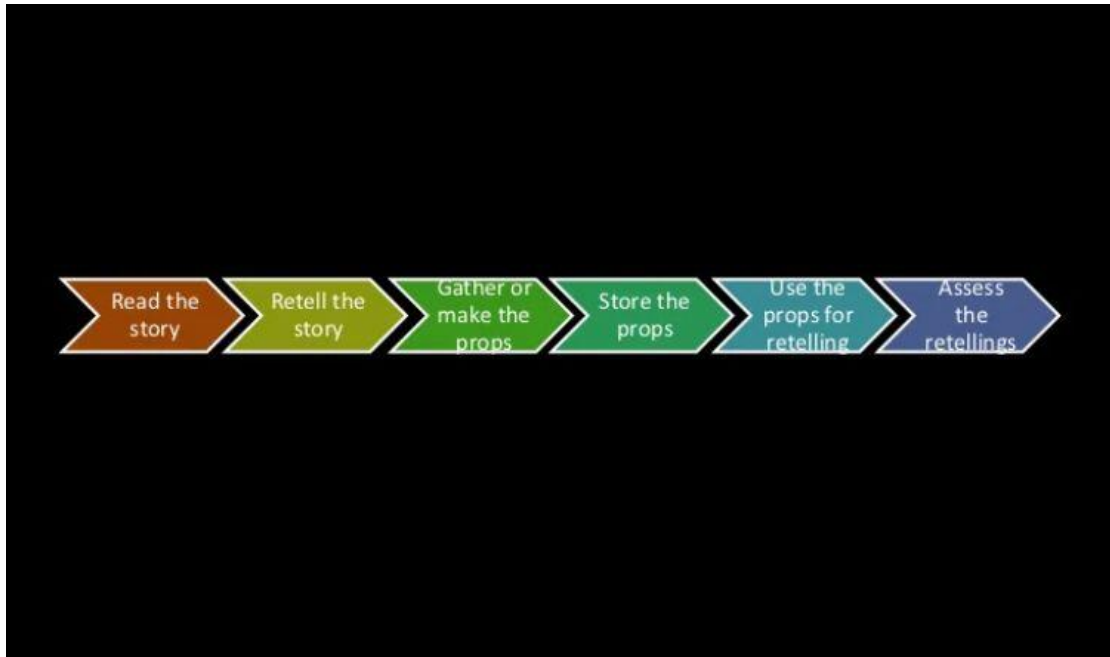 Read the
story
Retell the
story
Gather or
make the
props
Store the
props
Use the
props for
retelling
Assess
the
retellings